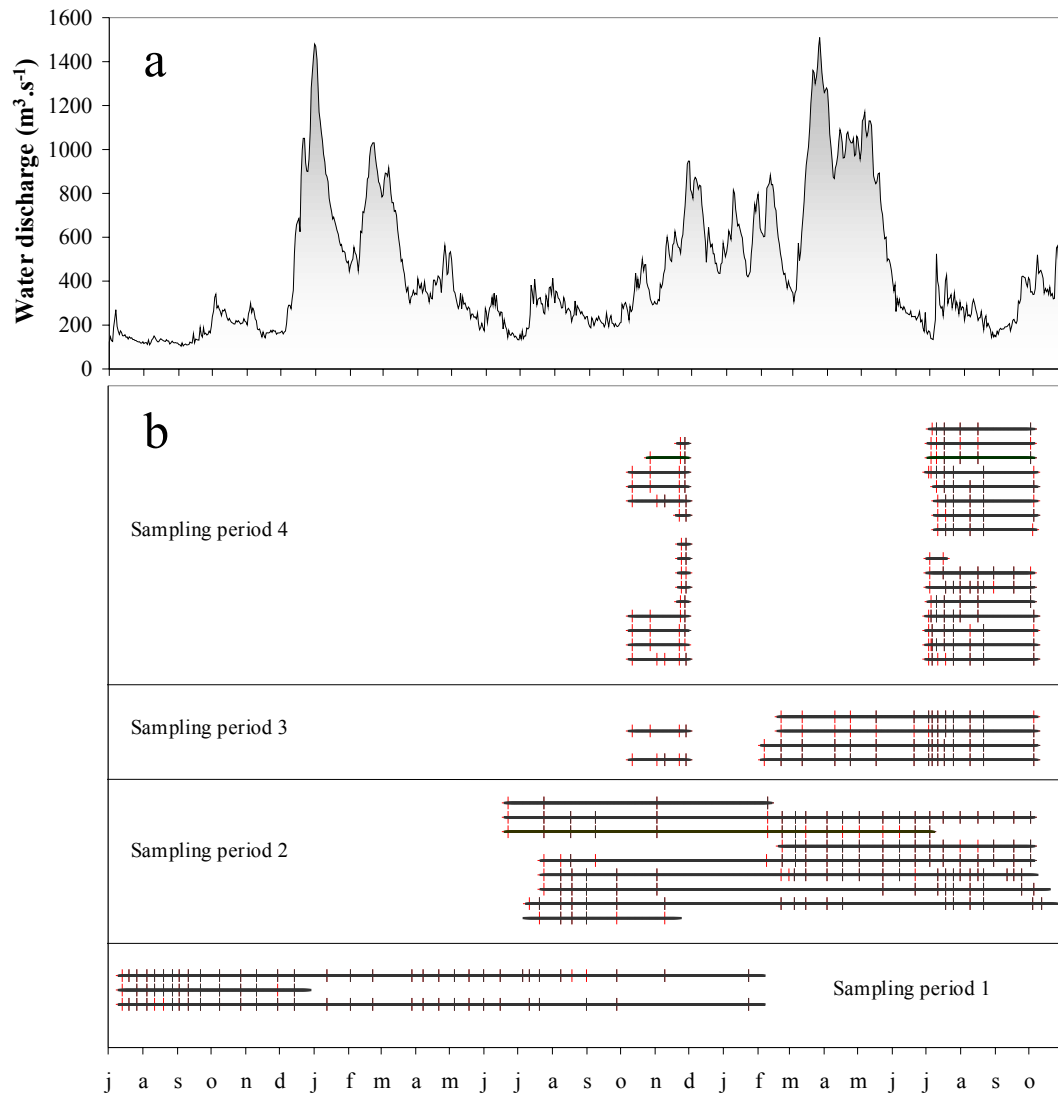 1600
a
1400
1200
1000
800
600
400
200
0
Water discharge (m³.s⁻¹)
b
Sampling period 4
Sampling period 3
Sampling period 2
Sampling period 1
j a s o n d j f m a m j j a s o n d j f m a m j j a s o